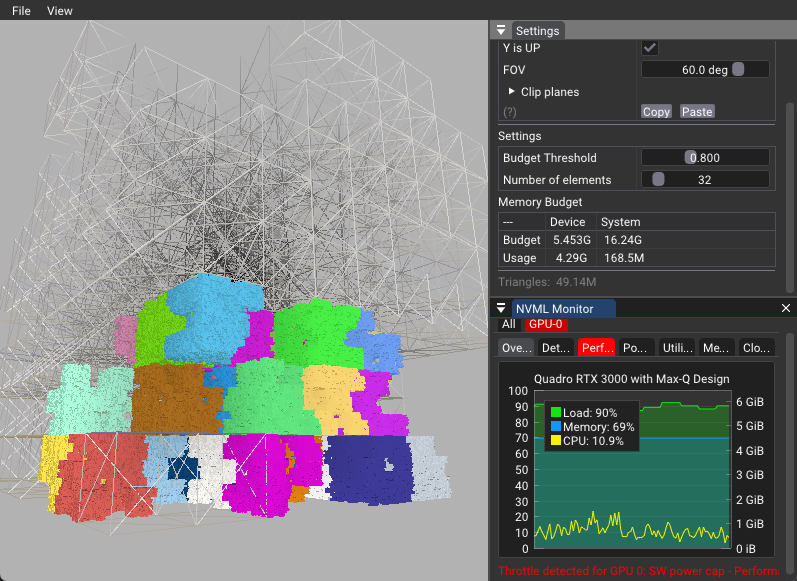 File View
Settings
Y is UP
FOV 60.0 deg
Clip planes
(?) Copy Paste
Settings
Budget Threshold 0.800
Number of elements 32
Memory Budget
--- Device System
Budget 5.453G 16.24G
Usage 4.29G 168.5M
Triangles: 49.14M
NVML Monitor
All GPU-0
Ove... Det... Perf... Po... Utili... Me... Clo...
Quadro RTX 3000 with Max-Q Design
100
90
80
70
60
50
40
30
20
10
0
Load: 90%
Memory: 69%
CPU: 10.9%
6 GiB
5 GiB
4 GiB
3 GiB
2 GiB
1 GiB
0 iB
Throttle detected for GPU 0: SW power cap - Performa